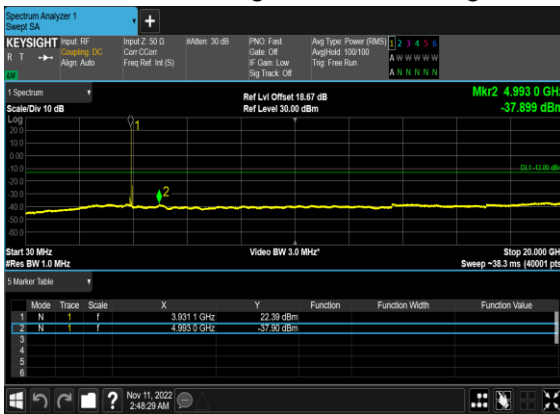 Spectrum Analyzer 1
Swept SA
KEYSIGHT
R T
LV
Input: RF
Coupling: DC
Align: Auto
Input Z: 50 Ω
Corr CCorr
Freq Ref: Int (S)
#Atten: 30 dB
PNO: Fast
Gate: Off
IF Gain: Low
Sig Track: Off
Avg Type: Power (RMS)
Avg|Hold: 100/100
Trig: Free Run
1 2 3 4 5 6
A W W W W W
A N N N N N
1 Spectrum
Scale/Div 10 dB
Ref Lvl Offset 18.67 dB
Ref Level 30.00 dBm
Mkr2 4.993 0 GHz
-37.899 dBm
Log
20.0
10.0
0.00
-10.0
-20.0
-30.0
-40.0
-50.0
-60.0
1
2
DL1 -13.00 dBm
Start 30 MHz
#Res BW 1.0 MHz
Video BW 3.0 MHz*
Stop 20.000 GHz
Sweep ~38.3 ms (40001 pts)
5 Marker Table
Mode Trace Scale X Y Function Function Width Function Value
1 N 1 f 3.931 1 GHz 22.39 dBm
2 N 1 f 4.993 0 GHz -37.90 dBm
3
4
5
6
?
Nov 11, 2022
2:48:29 AM